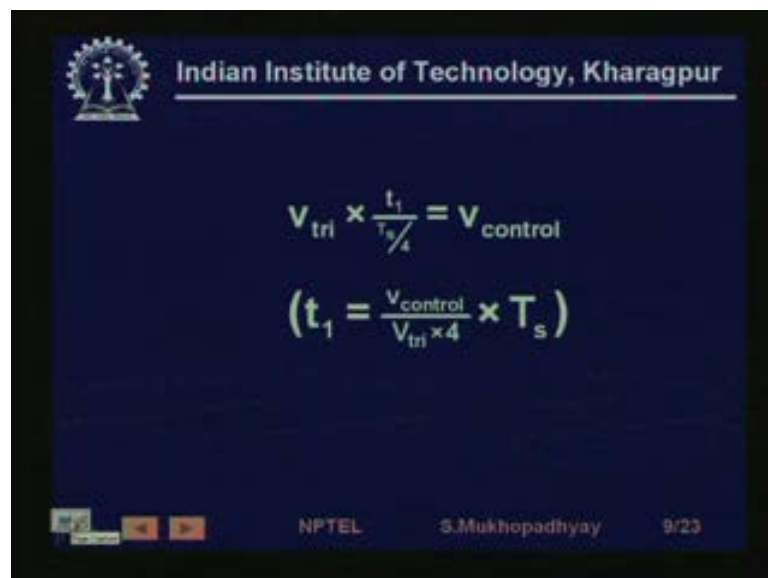 Indian Institute of Technology, Kharagpur
v_tri × t_1 / (T_s/4) = v_control
(t_1 = v_control / (V_tri × 4) × T_s)
NPTEL S.Mukhopadhyay 9/23